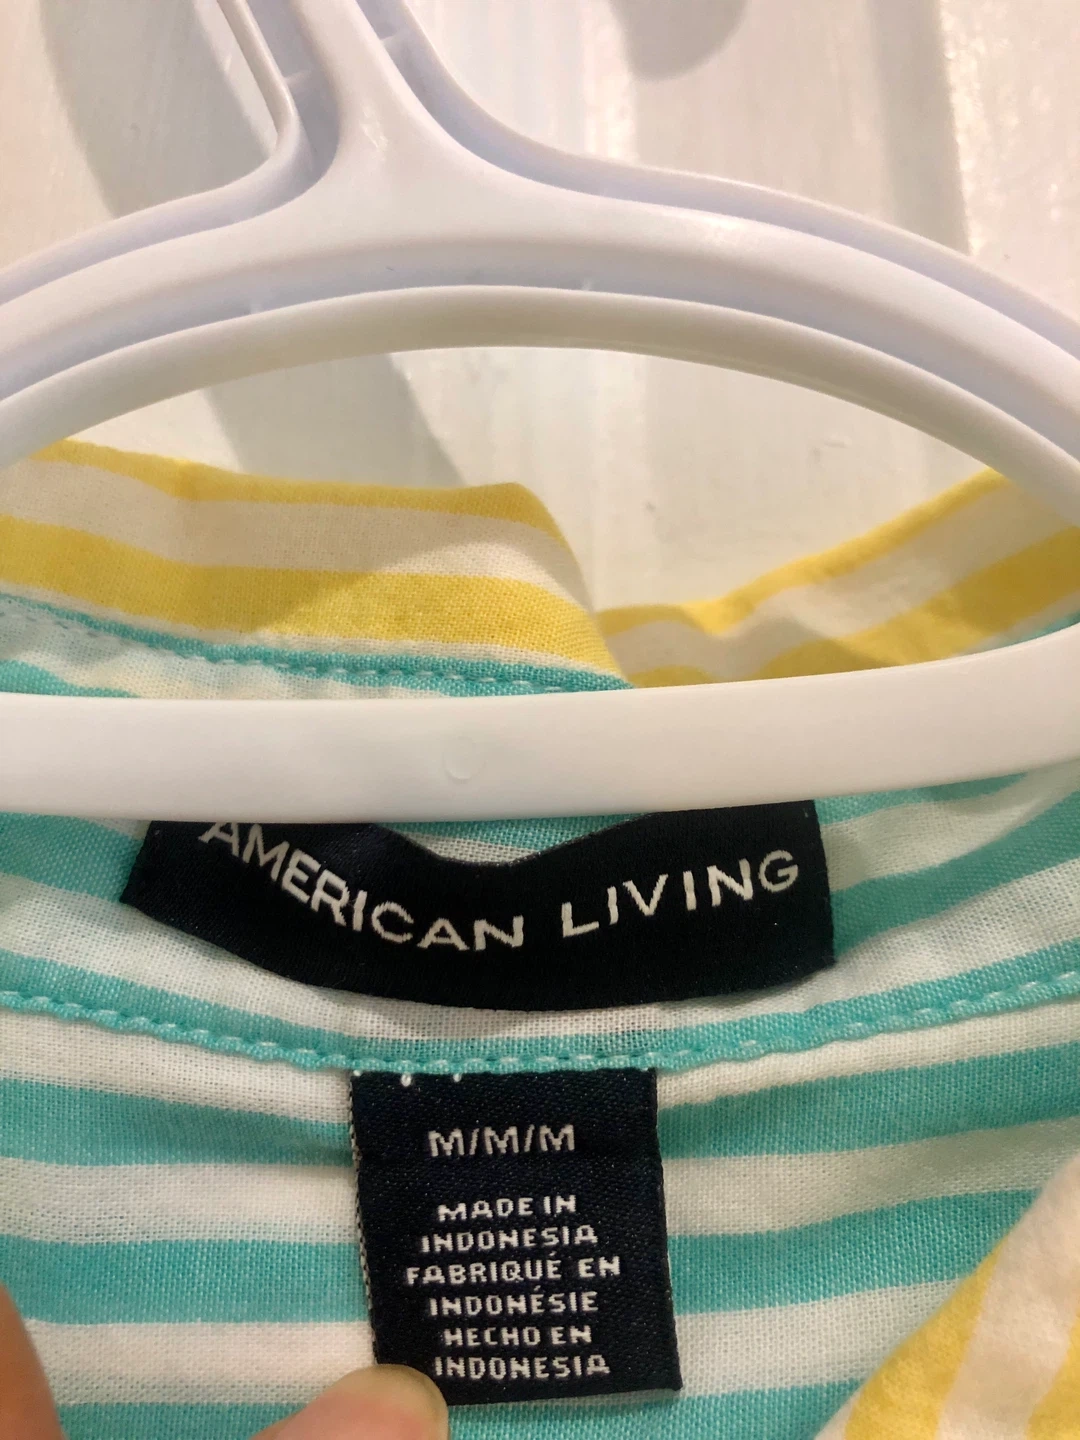 AMERICAN LIVING
M/M/M
MADE IN
INDONESIA
FABRIQUÉ EN
INDONÉSIE
HECHO EN
INDONESIA